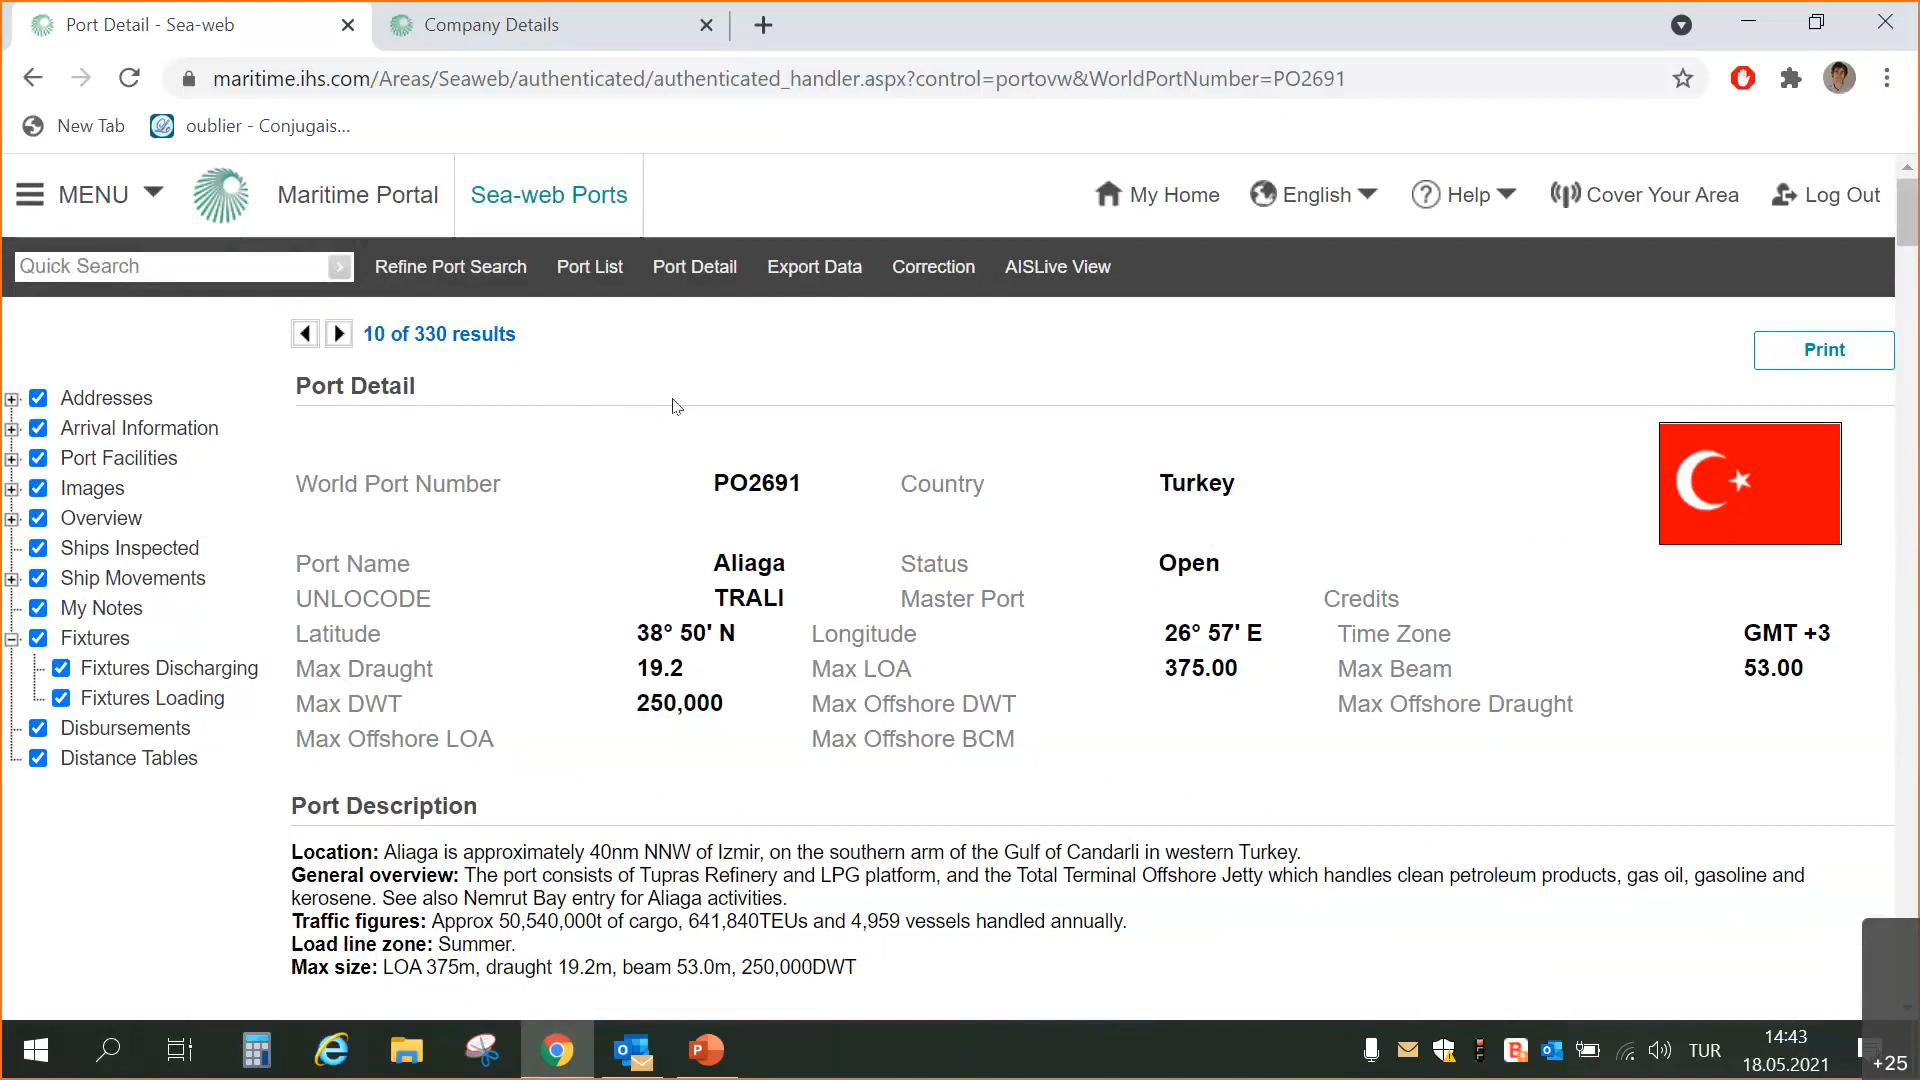 Port Detail - Sea-web
Company Details
maritime.ihs.com/Areas/Seaweb/authenticated/authenticated_handler.aspx?control=portovw&WorldPortNumber=PO2691
New Tab
oublier - Conjugais...
MENU
Maritime Portal
Sea-web Ports
My Home
English
Help
Cover Your Area
Log Out
Quick Search
Refine Port Search
Port List
Port Detail
Export Data
Correction
AISLive View
10 of 330 results
Print
Port Detail
Addresses
Arrival Information
Port Facilities
Images
Overview
Ships Inspected
Ship Movements
My Notes
Fixtures
Fixtures Discharging
Fixtures Loading
Disbursements
Distance Tables
World Port Number PO2691 Country Turkey
Port Name Aliaga Status Open
UNLOCODE TRALI Master Port Credits
Latitude 38° 50' N Longitude 26° 57' E Time Zone GMT +3
Max Draught 19.2 Max LOA 375.00 Max Beam 53.00
Max DWT 250,000 Max Offshore DWT Max Offshore Draught
Max Offshore LOA Max Offshore BCM
Port Description
Location: Aliaga is approximately 40nm NNW of Izmir, on the southern arm of the Gulf of Candarli in western Turkey.
General overview: The port consists of Tupras Refinery and LPG platform, and the Total Terminal Offshore Jetty which handles clean petroleum products, gas oil, gasoline and
kerosene. See also Nemrut Bay entry for Aliaga activities.
Traffic figures: Approx 50,540,000t of cargo, 641,840TEUs and 4,959 vessels handled annually.
Load line zone: Summer.
Max size: LOA 375m, draught 19.2m, beam 53.0m, 250,000DWT
TUR
14:43
18.05.2021
+25